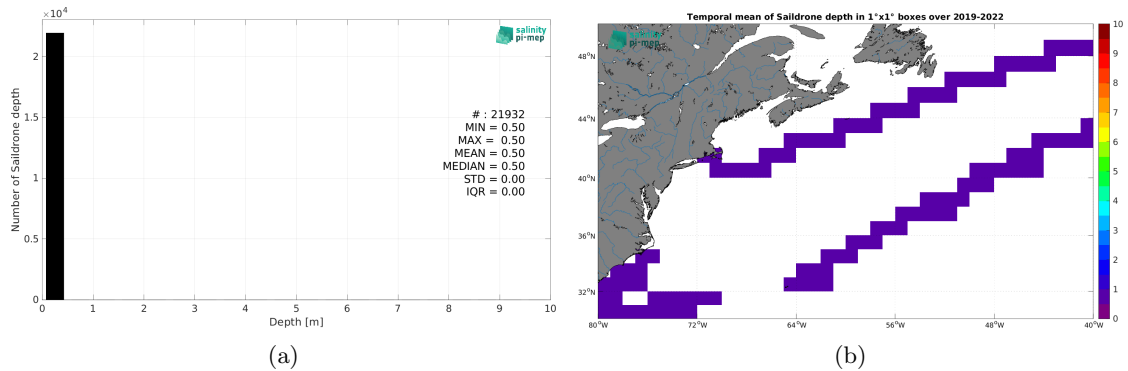 ×10⁴
2
1.5
1
0.5
0
Number of Saildrone depth
salinity
pi-mep
# : 21932
MIN = 0.50
MAX = 0.50
MEAN = 0.50
MEDIAN = 0.50
STD = 0.00
IQR = 0.00
0 1 2 3 4 5 6 7 8 9 10
Depth [m]
(a)
Temporal mean of Saildrone depth in 1°x1° boxes over 2019-2022
salinity
pi-mep
48°N
44°N
40°N
36°N
32°N
80°W 72°W 64°W 56°W 48°W 40°W
10
9
8
7
6
5
4
3
2
1
0
(b)